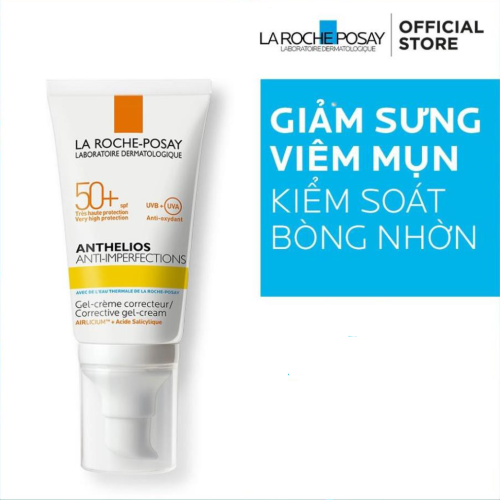 LA ROCHE POSAY
LABORATOIRE DERMATOLOGIQUE
OFFICIAL
STORE
GIẢM SƯNG
VIÊM MỤN
KIỂM SOÁT
BÒNG NHỜN
LA ROCHE-POSAY
LABORATOIRE DERMATOLOGIQUE
50+ spf
UVB + UVA
Très haute protection
Very high protection
Anti-oxydant
ANTHELIOS
ANTI-IMPERFECTIONS
AVEC DE L'EAU THERMALE DE LA ROCHE-POSAY
Gel-crème correcteur/
Corrective gel-cream
AIRLICIUM™ + Acide Salicylique